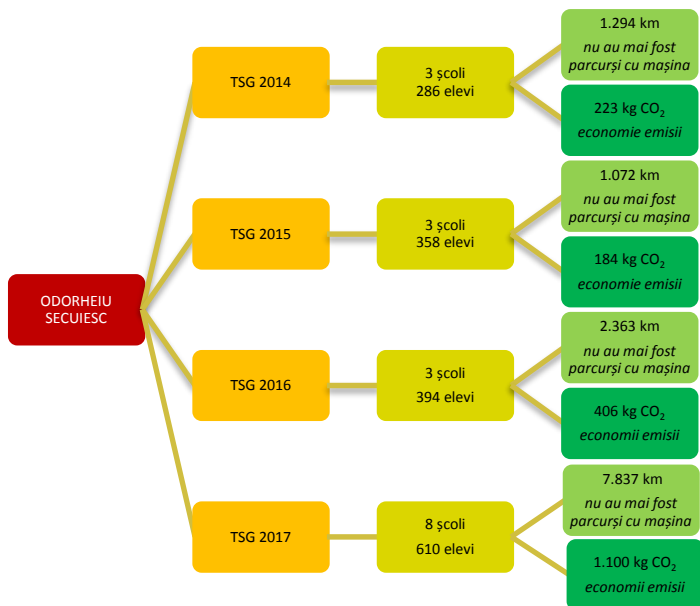 ODORHEIU
SECUIESC
TSG 2014
3 școli
286 elevi
1.294 km
nu au mai fost
parcurși cu mașina
223 kg CO₂
economie emisii
TSG 2015
3 școli
358 elevi
1.072 km
nu au mai fost
parcurși cu mașina
184 kg CO₂
economie emisii
TSG 2016
3 școli
394 elevi
2.363 km
nu au mai fost
parcurși cu mașina
406 kg CO₂
economii emisii
TSG 2017
8 școli
610 elevi
7.837 km
nu au mai fost
parcurși cu mașina
1.100 kg CO₂
economii emisii